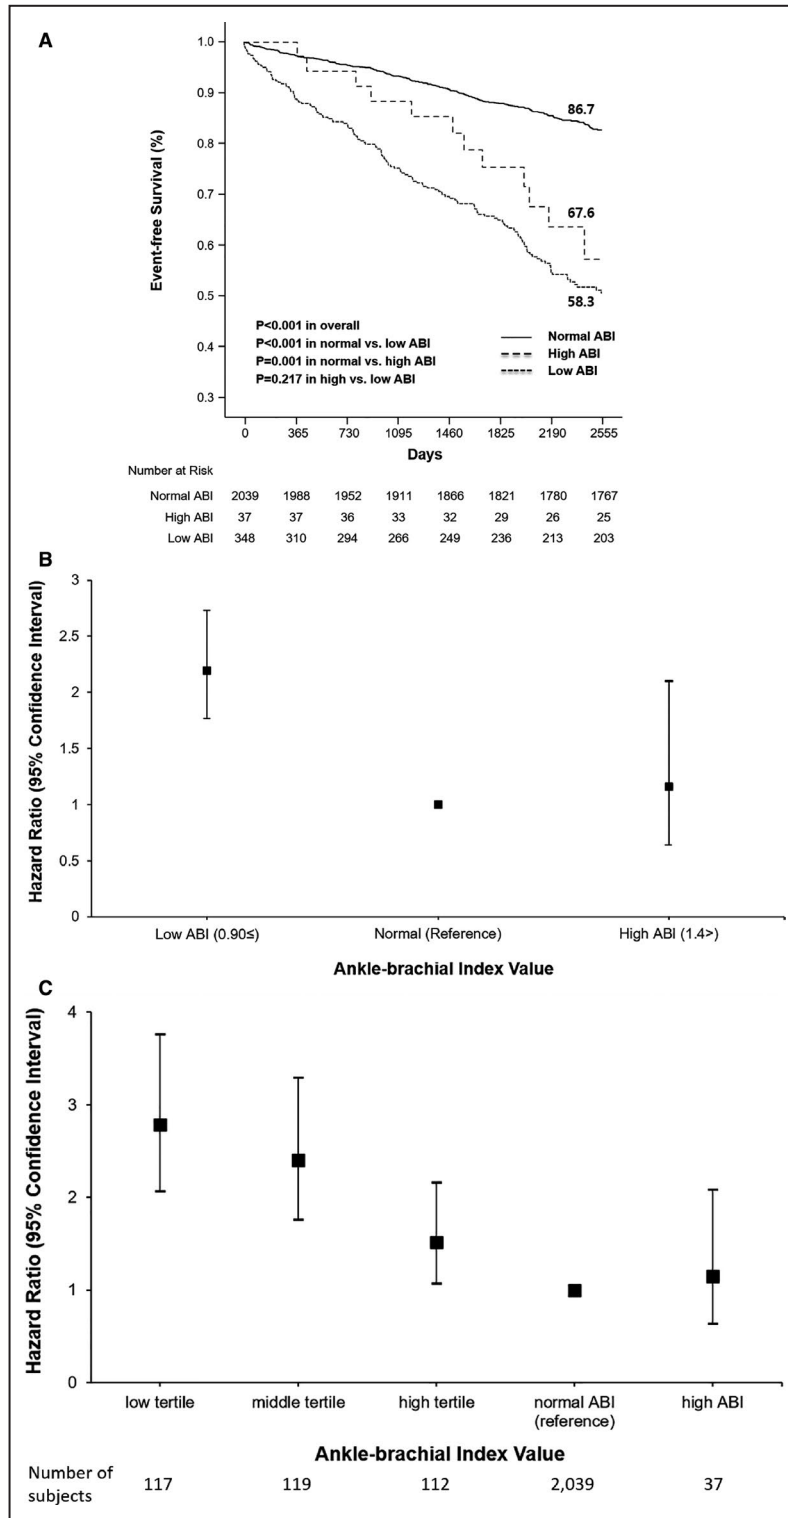 A
Event-free Survival (%)
1.0
0.9
0.8
0.7
0.6
0.5
0.4
0.3
86.7
67.6
58.3
P<0.001 in overall
P<0.001 in normal vs. low ABI
P=0.001 in normal vs. high ABI
P=0.217 in high vs. low ABI
Normal ABI
High ABI
Low ABI
0 365 730 1095 1460 1825 2190 2555
Days
Number at Risk
Normal ABI 2039 1988 1952 1911 1866 1821 1780 1767
High ABI 37 37 36 33 32 29 26 25
Low ABI 348 310 294 266 249 236 213 203
B
Hazard Ratio (95% Confidence Interval)
3
2.5
2
1.5
1
0.5
0
Low ABI (0.90≤) Normal (Reference) High ABI (1.4>)
Ankle-brachial Index Value
C
Hazard Ratio (95% Confidence Interval)
4
3
2
1
0
low tertile middle tertile high tertile normal ABI high ABI
(reference)
Ankle-brachial Index Value
Number of
subjects 117 119 112 2,039 37